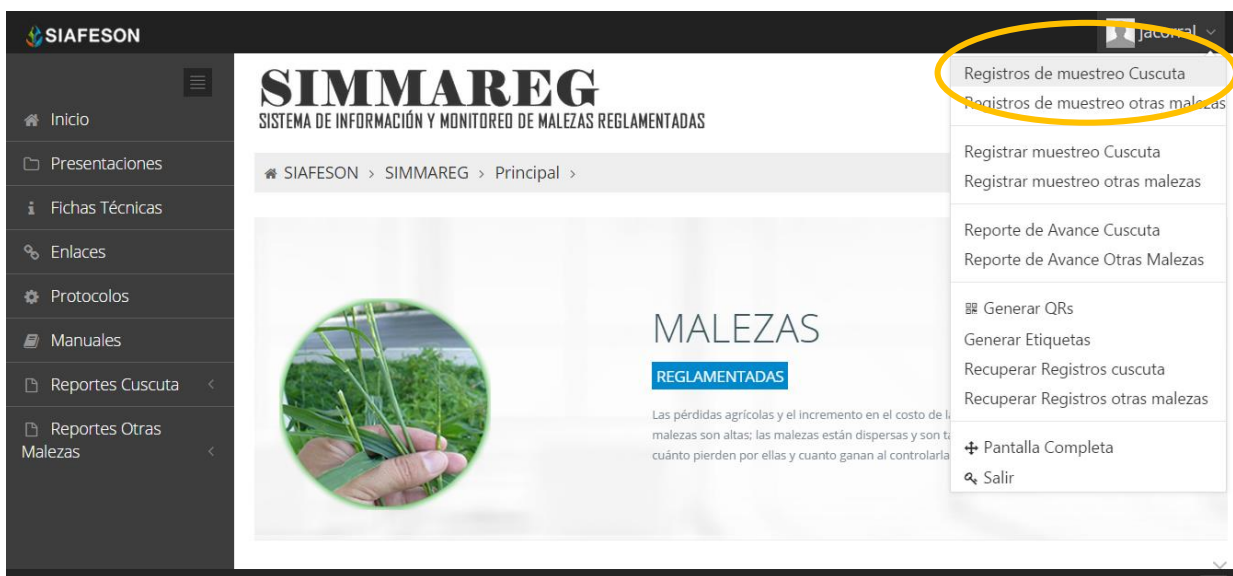 SIAFESON
jacorral
Inicio
Presentaciones
Fichas Técnicas
Enlaces
Protocolos
Manuales
Reportes Cuscuta
Reportes Otras
Malezas
SIMMAREG
SISTEMA DE INFORMACIÓN Y MONITOREO DE MALEZAS REGLAMENTADAS
SIAFESON > SIMMAREG > Principal >
MALEZAS
REGLAMENTADAS
Las pérdidas agrícolas y el incremento en el costo de
malezas son altas; las malezas están dispersas y son
cuánto pierden por ellas y cuanto ganan al controlarla
Registros de muestreo Cuscuta
Registros de muestreo otras malezas
Registrar muestreo Cuscuta
Registrar muestreo otras malezas
Reporte de Avance Cuscuta
Reporte de Avance Otras Malezas
Generar QRs
Generar Etiquetas
Recuperar Registros cuscuta
Recuperar Registros otras malezas
Pantalla Completa
Salir